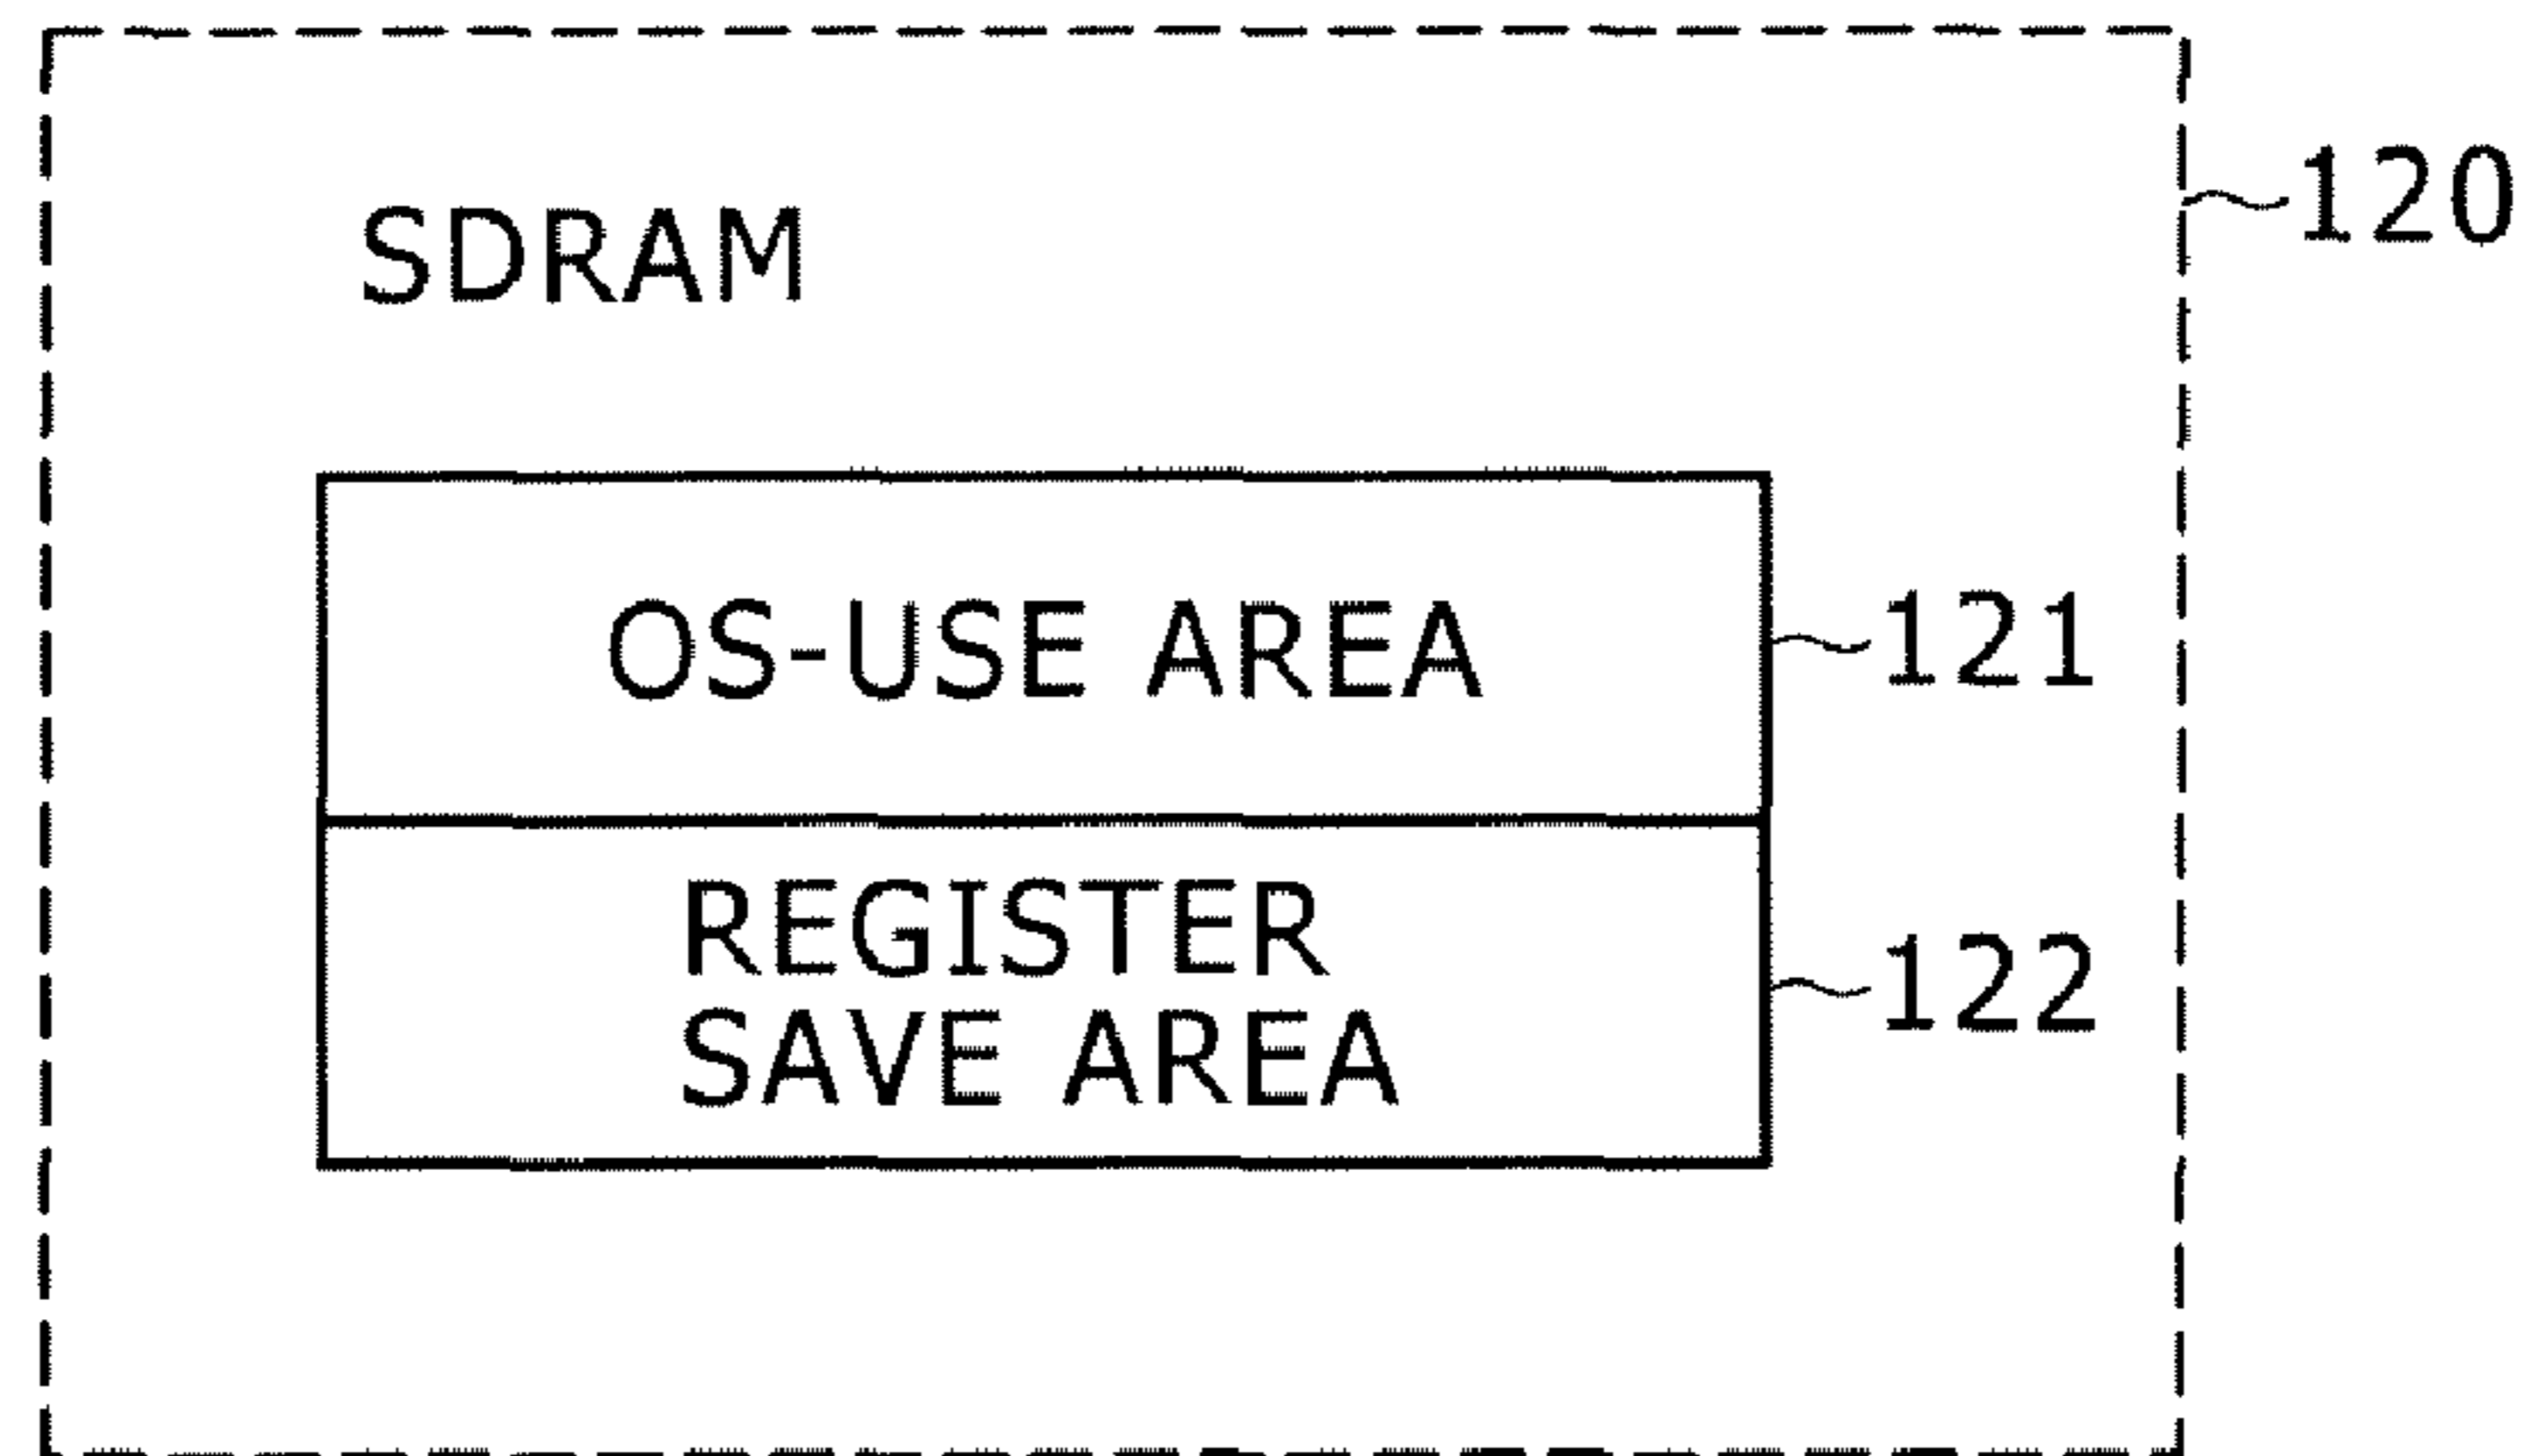 SDRAM
120
OS-USE AREA
121
REGISTER
SAVE AREA
122